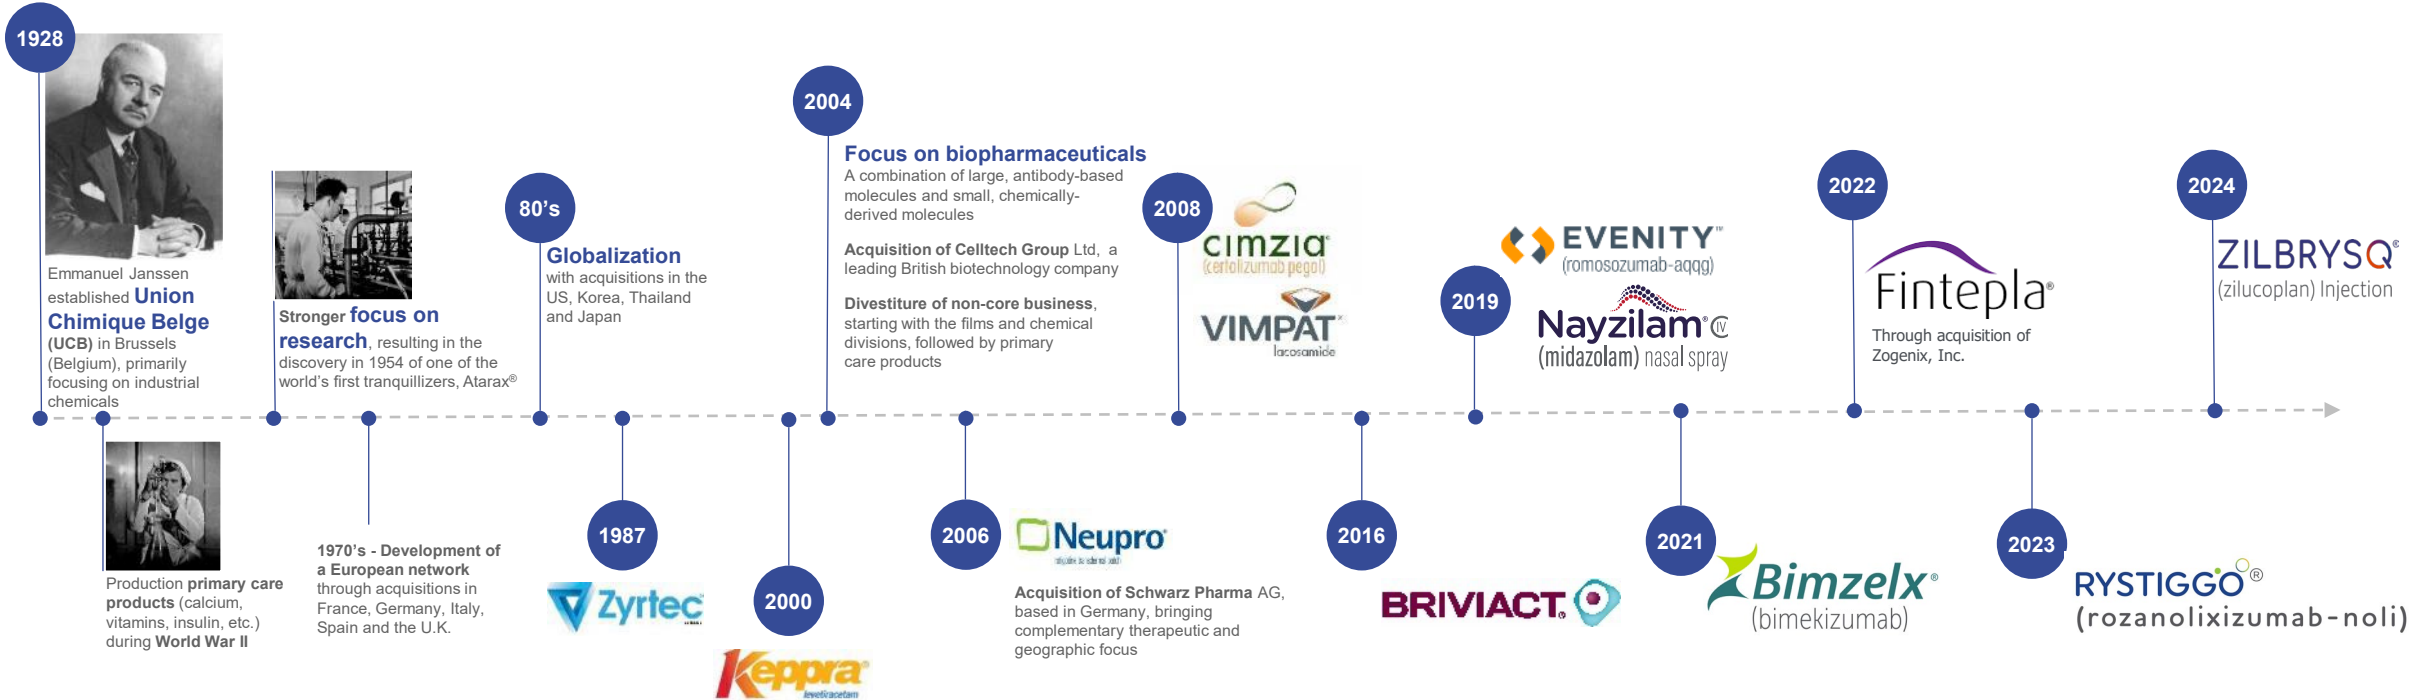 1928
Emmanuel Janssen
established Union
Chimique Belge
(UCB) in Brussels
(Belgium), primarily
focusing on industrial
chemicals
Production primary care
products (calcium,
vitamins, insulin, etc.)
during World War II
Stronger focus on
research, resulting in the
discovery in 1954 of one of the
world's first tranquillizers, Atarax®
1970's - Development of
a European network
through acquisitions in
France, Germany, Italy,
Spain and the U.K.
80's
Globalization
with acquisitions in the
US, Korea, Thailand
and Japan
1987
Zyrtec
2000
Keppra®
levetiracetam
2004
Focus on biopharmaceuticals
A combination of large, antibody-based
molecules and small, chemically-
derived molecules
Acquisition of Celltech Group Ltd, a
leading British biotechnology company
Divestiture of non-core business,
starting with the films and chemical
divisions, followed by primary
care products
2006
Neupro®
Acquisition of Schwarz Pharma AG,
based in Germany, bringing
complementary therapeutic and
geographic focus
2008
cimzia®
(certolizumab pegol)
VIMPAT
lacosamide
2016
BRIVIACT®
2019
EVENITY™
(romosozumab-aqqg)
Nayzilam® CIV
(midazolam) nasal spray
2021
Bimzelx®
(bimekizumab)
2022
Fintepla®
Through acquisition of
Zogenix, Inc.
2023
RYSTIGGO®
(rozanolixizumab-noli)
2024
ZILBRYSQ®
(zilucoplan) Injection